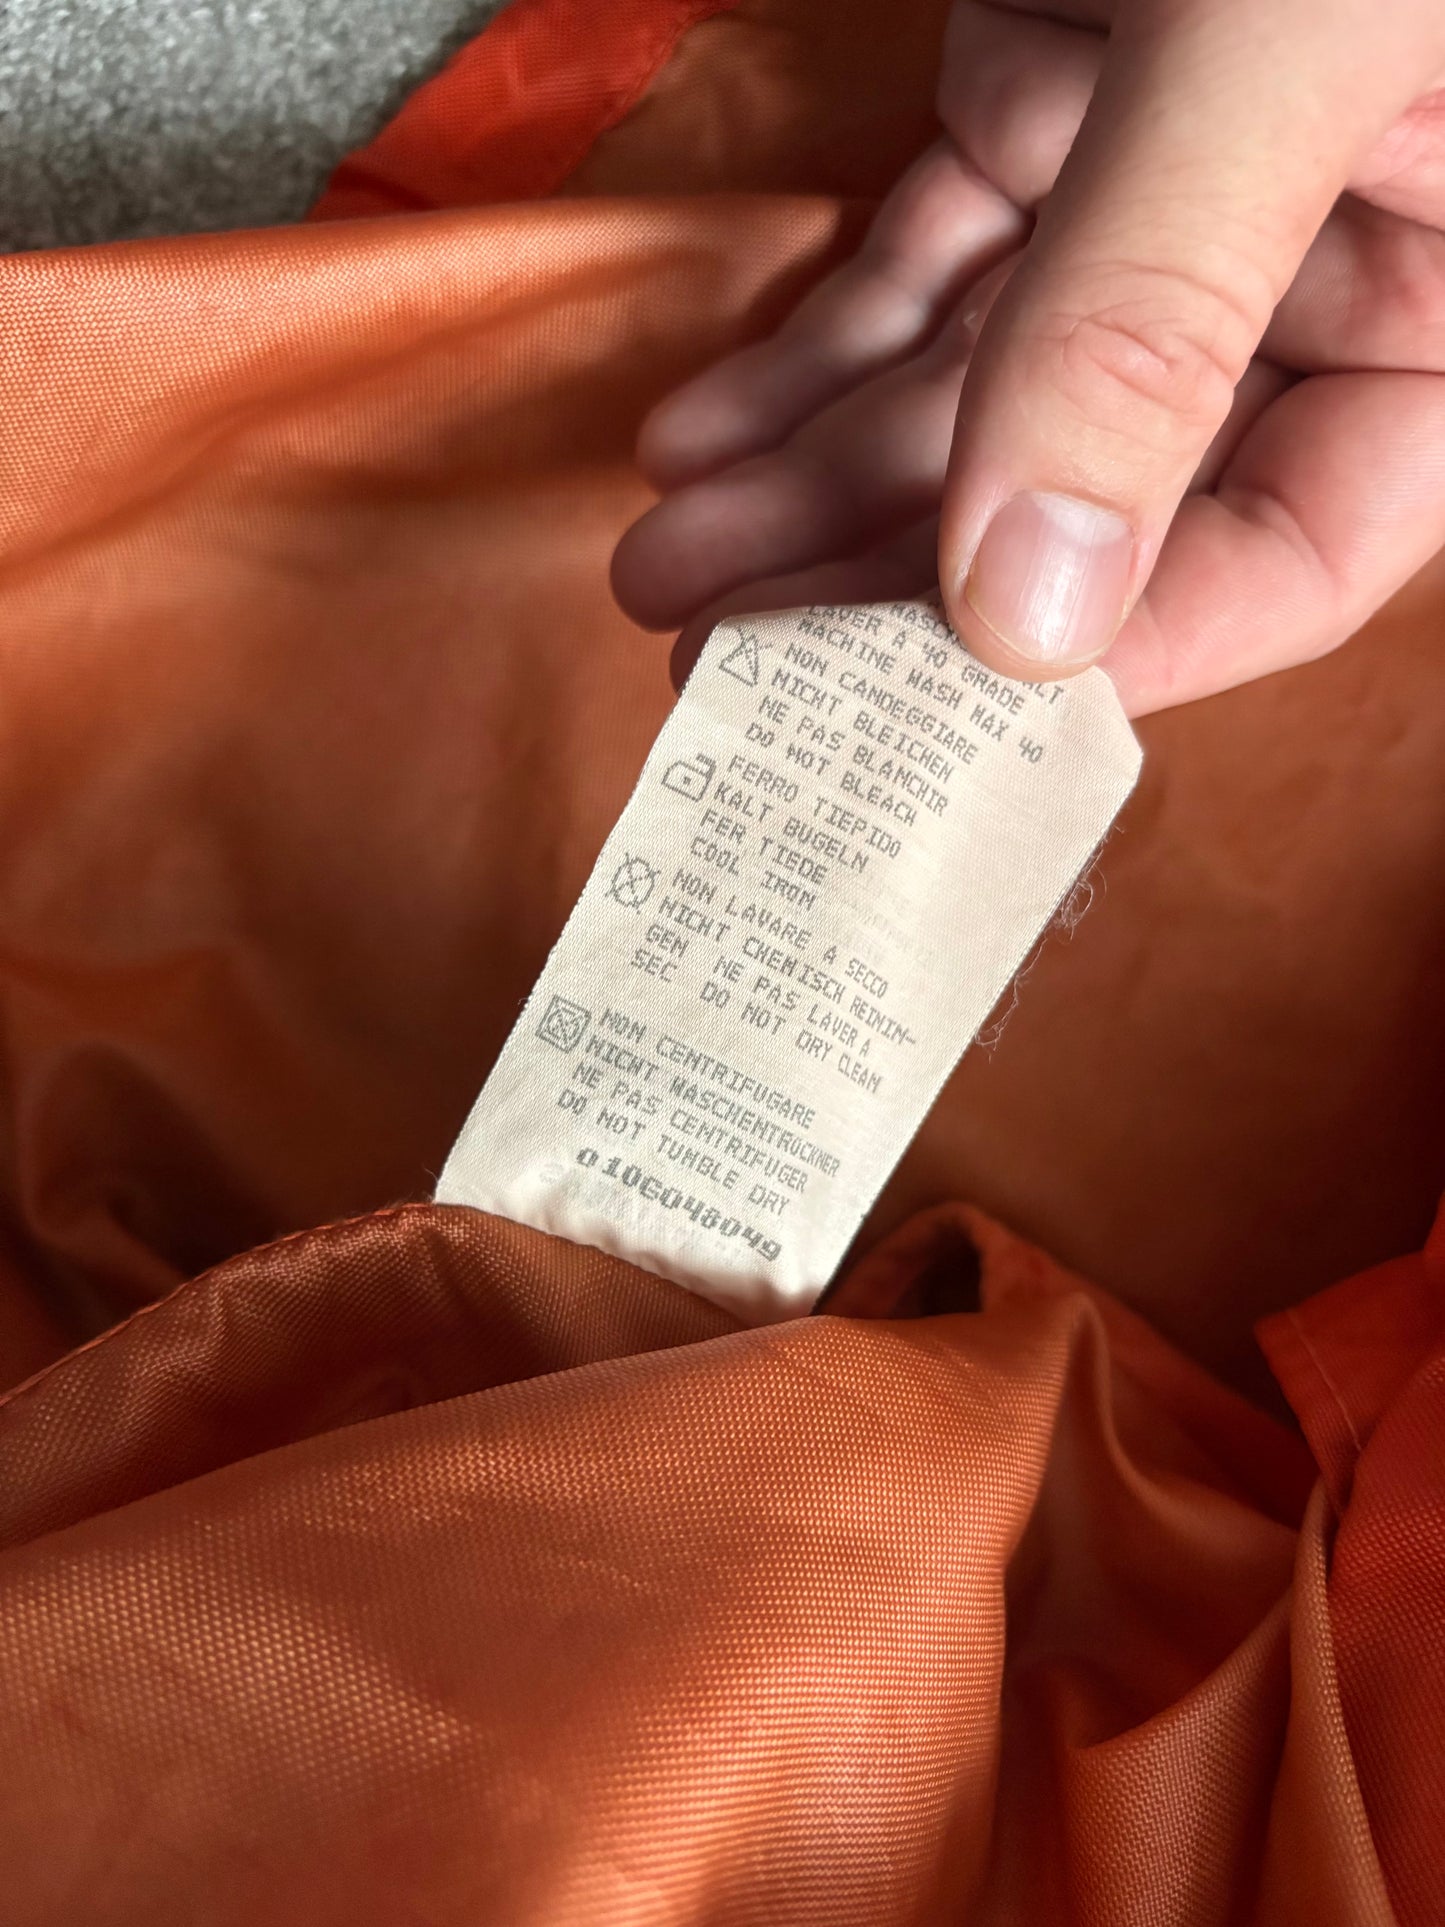 LAVER A 40 GRADE
MACHINE WASH MAX 40
NON CANDEGGIARE
NICHT BLEICHEN
NE PAS BLANCHIR
DO NOT BLEACH
FERRO TIEPIDO
KALT BUGELN
FER TIEDE
COOL IRON
NON LAVARE A SECCO
NICHT CHEMISCH REININ-
GEN NE PAS LAVER A
SEC DO NOT DRY CLEAN
NON CENTRIFUGARE
NICHT WASCHENTROCKNER
NE PAS CENTRIFUGER
DO NOT TUMBLE DRY
0106048049